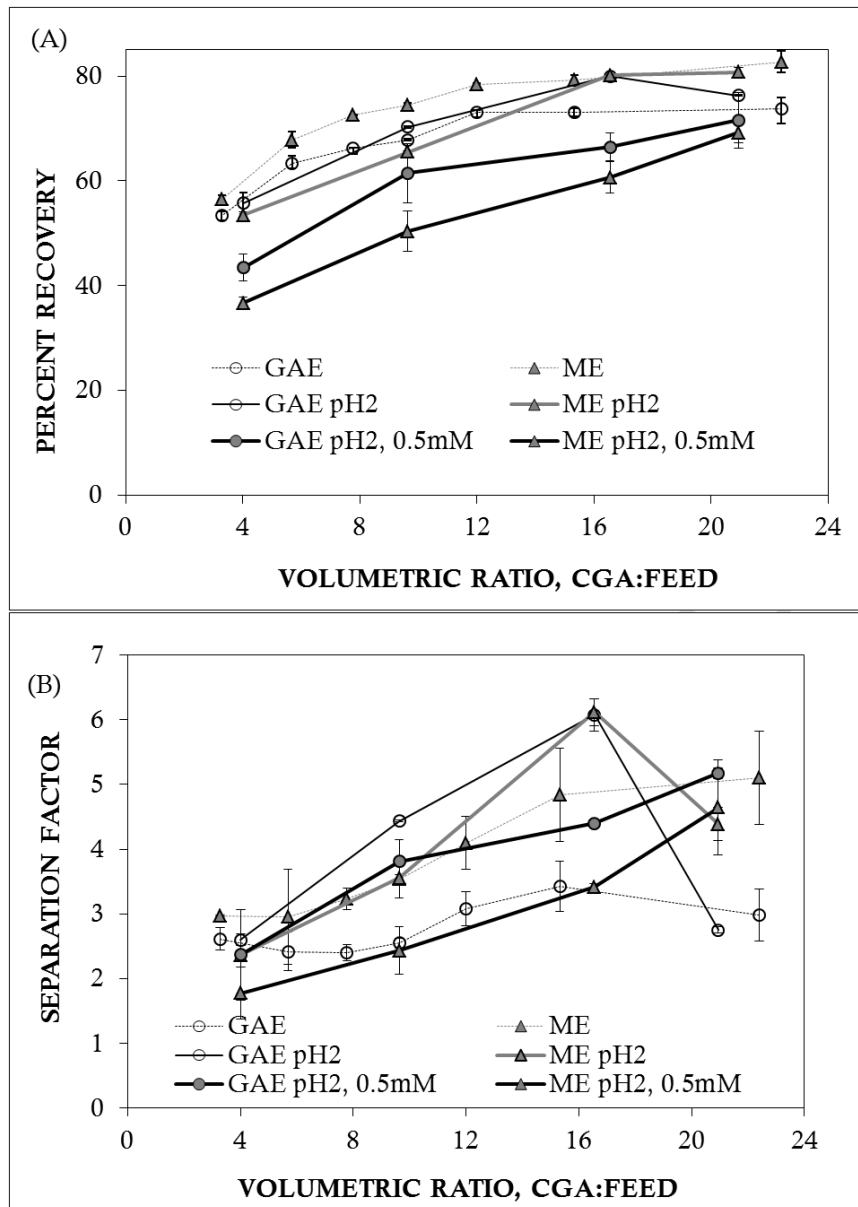 (A)
80
60
40
20
0
PERCENT RECOVERY
GAE ME
GAE pH2 ME pH2
GAE pH2, 0.5mM ME pH2, 0.5mM
0 4 8 12 16 20 24
VOLUMETRIC RATIO, CGA:FEED
(B)
7
6
5
4
3
2
1
0
SEPARATION FACTOR
GAE ME
GAE pH2 ME pH2
GAE pH2, 0.5mM ME pH2, 0.5mM
0 4 8 12 16 20 24
VOLUMETRIC RATIO, CGA:FEED